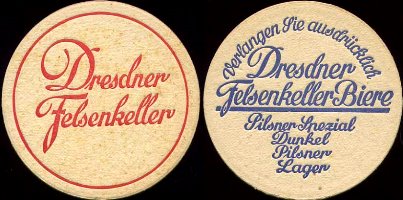 Dresdner
Felsenkeller
Verlangen Sie ausdrücklich
Dresdner
Felsenkeller Biere
Pilsner Spezial
Dunkel
Pilsner
Lager